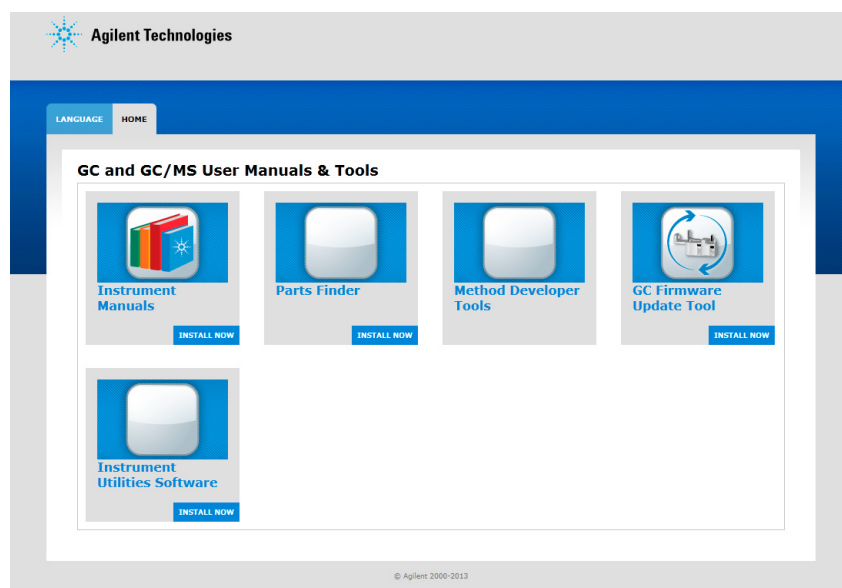 Agilent Technologies
LANGUAGE HOME
GC and GC/MS User Manuals & Tools
Instrument
Manuals
INSTALL NOW
Parts Finder
INSTALL NOW
Method Developer
Tools
GC Firmware
Update Tool
INSTALL NOW
Instrument
Utilities Software
INSTALL NOW
© Agilent 2000-2013